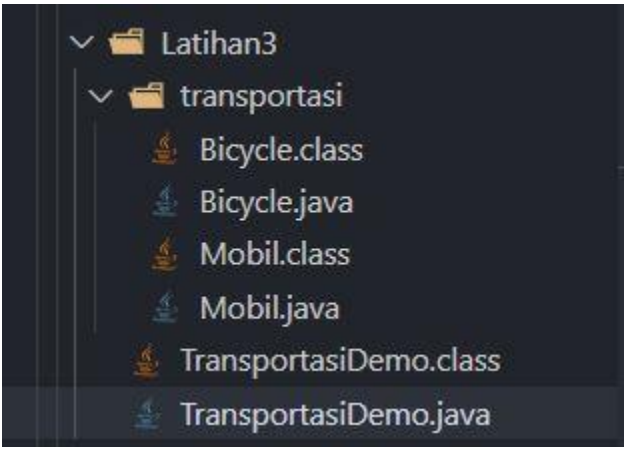 Latihan3
transportasi
Bicycle.class
Bicycle.java
Mobil.class
Mobil.java
TransportasiDemo.class
TransportasiDemo.java